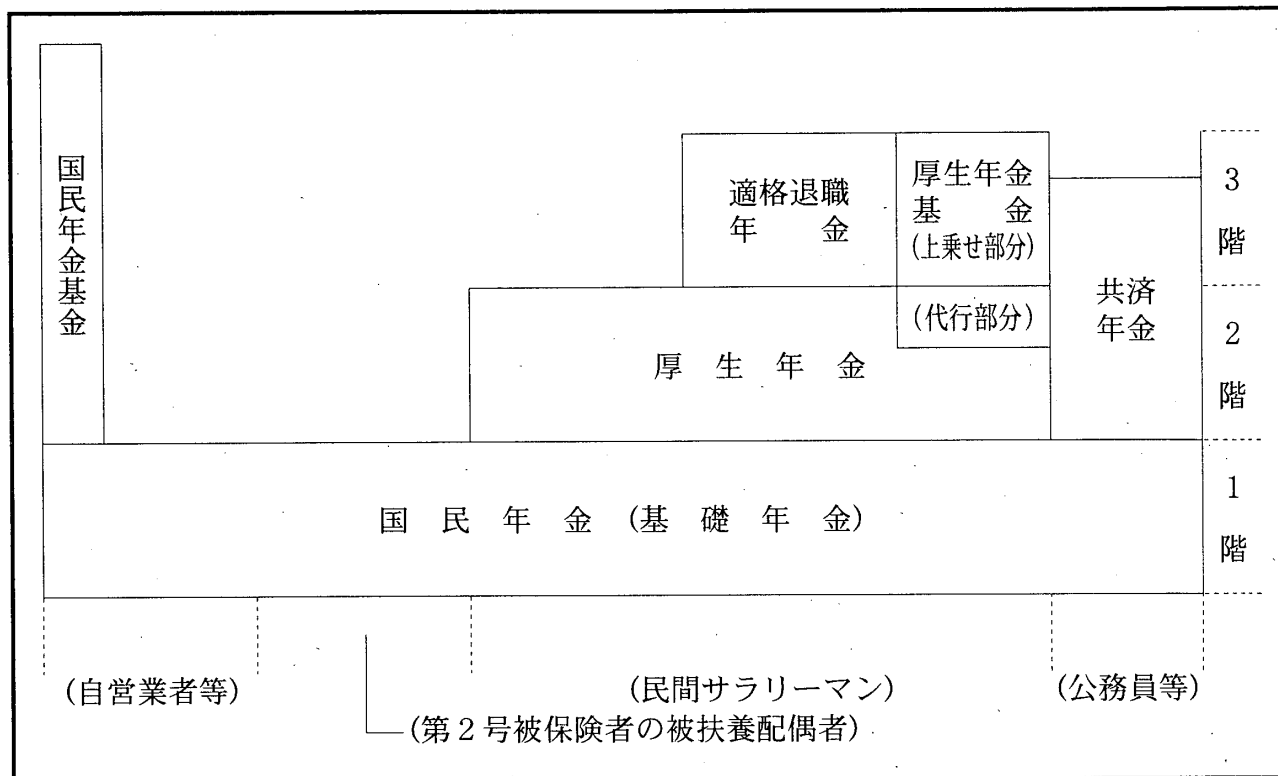 国民年金基金
適格退職
年金
厚生年金
基金
(上乗せ部分)
(代行部分)
厚生年金
共済
年金
3階
2階
国民年金(基礎年金)
1階
(自営業者等)
(民間サラリーマン)
(公務員等)
(第2号被保険者の被扶養配偶者)